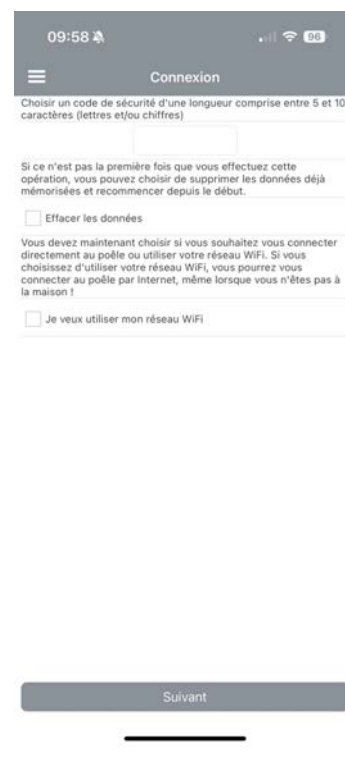 09:58
96
Connexion
Choisir un code de sécurité d'une longueur comprise entre 5 et 10
caractères (lettres et/ou chiffres)
Si ce n'est pas la première fois que vous effectuez cette
opération, vous pouvez choisir de supprimer les données déjà
mémorisées et recommencer depuis le début.
Effacer les données
Vous devez maintenant choisir si vous souhaitez vous connecter
directement au poêle ou utiliser votre réseau WiFi. Si vous
choisissez d'utiliser votre réseau WiFi, vous pourrez vous
connecter au poêle par Internet, même lorsque vous n'êtes pas à
la maison !
Je veux utiliser mon réseau WiFi
Suivant